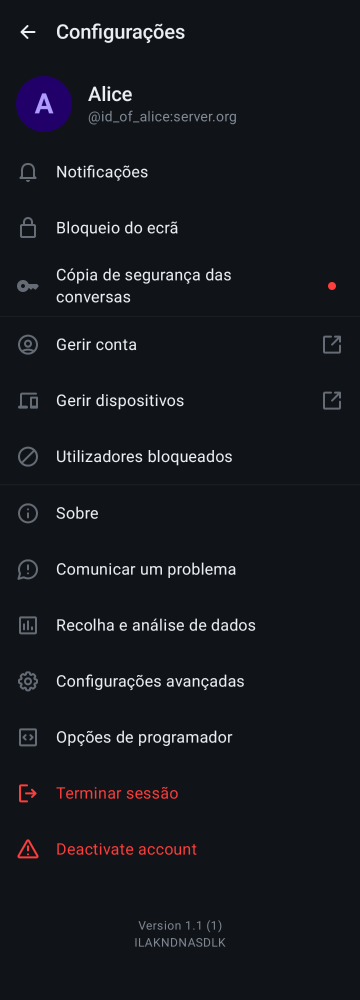 Configurações
A
Alice
@id_of_alice:server.org
Notificações
Bloqueio do ecrã
Cópia de segurança das
conversas
Gerir conta
Gerir dispositivos
Utilizadores bloqueados
Sobre
Comunicar um problema
Recolha e análise de dados
Configurações avançadas
Opções de programador
Terminar sessão
Deactivate account
Version 1.1 (1)
ILAKNDNASDLK